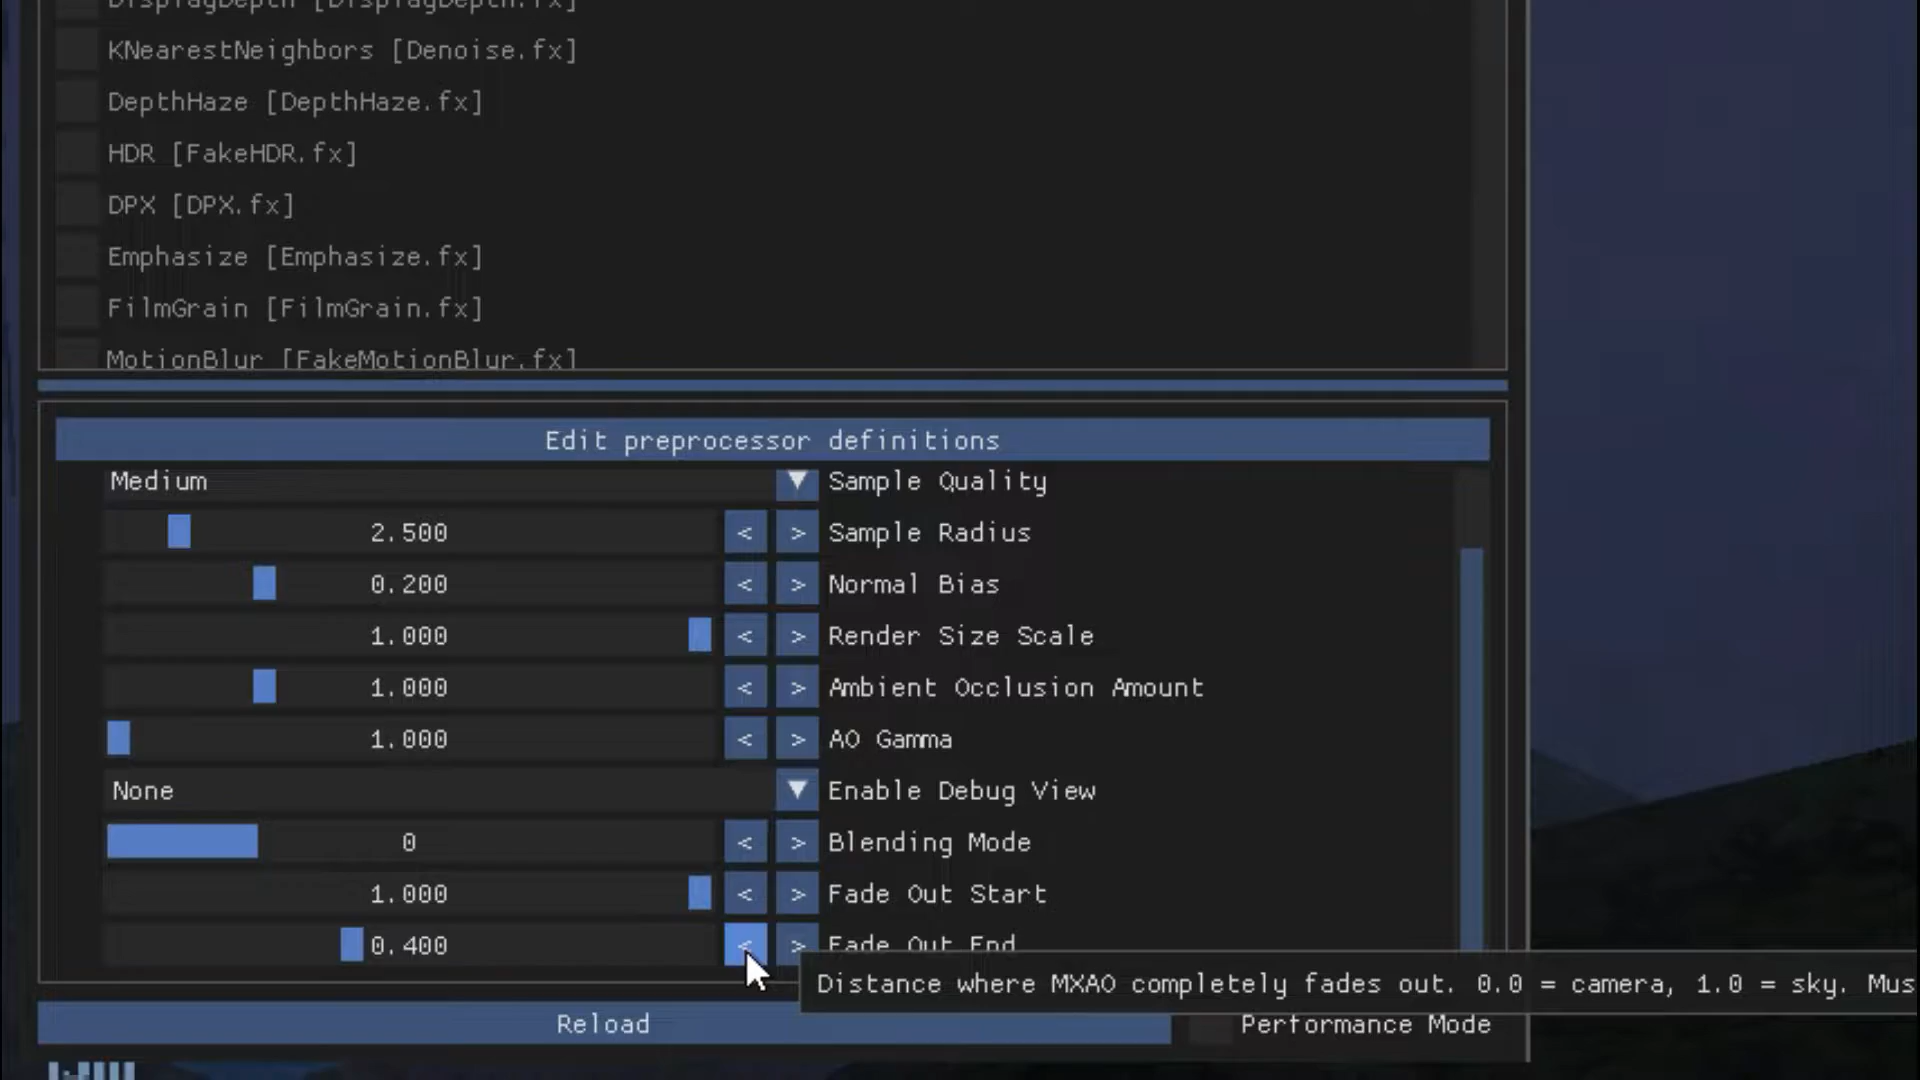 DisplayDepth [DisplayDepth.fx]
KNearestNeighbors [Denoise.fx]
DepthHaze [DepthHaze.fx]
HDR [FakeHDR.fx]
DPX [DPX.fx]
Emphasize [Emphasize.fx]
FilmGrain [FilmGrain.fx]
MotionBlur [FakeMotionBlur.fx]
Edit preprocessor definitions
Medium ▼ Sample Quality
2.500 < > Sample Radius
0.200 < > Normal Bias
1.000 < > Render Size Scale
1.000 < > Ambient Occlusion Amount
1.000 < > AO Gamma
None ▼ Enable Debug View
0 < > Blending Mode
1.000 < > Fade Out Start
0.400 < > Fade Out End
Distance where MXAO completely fades out. 0.0 = camera, 1.0 = sky. Mus
Reload Performance Mode